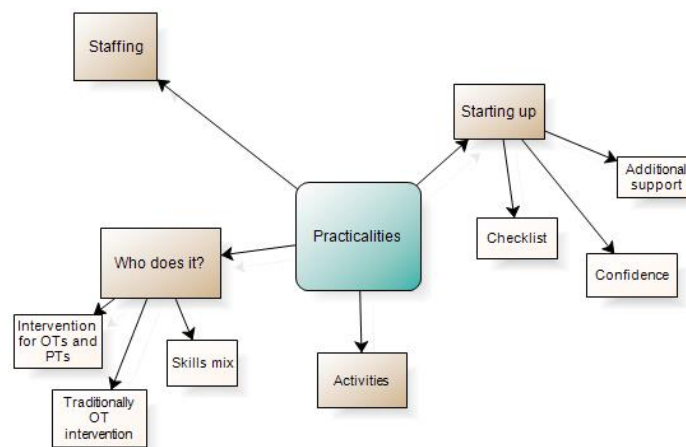 Staffing
Starting up
Additional
support
Checklist
Confidence
Practicalities
Who does it?
Intervention
for OTs and
PTs
Skills mix
Traditionally
OT
intervention
Activities